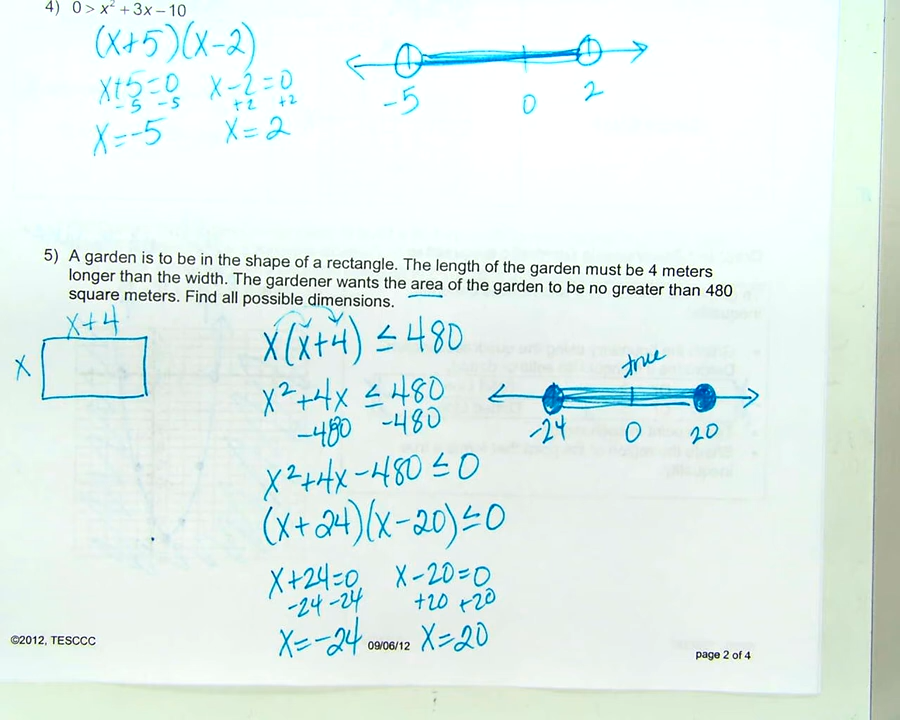 4) 0 > x² + 3x – 10
(x+5)(x-2)
x+5=0 x-2=0
-5 -5 +2 +2
x=-5 x=2
-5 0 2
5) A garden is to be in the shape of a rectangle. The length of the garden must be 4 meters
longer than the width. The gardener wants the area of the garden to be no greater than 480
square meters. Find all possible dimensions.
x+4
x
x(x+4) ≤ 480
x²+4x ≤ 480
-480 -480
x²+4x-480 ≤ 0
(x+24)(x-20) ≤ 0
x+24=0 x-20=0
-24 -24 +20 +20
x=-24 x=20
true
-24 0 20
©2012, TESCCC 09/06/12 page 2 of 4